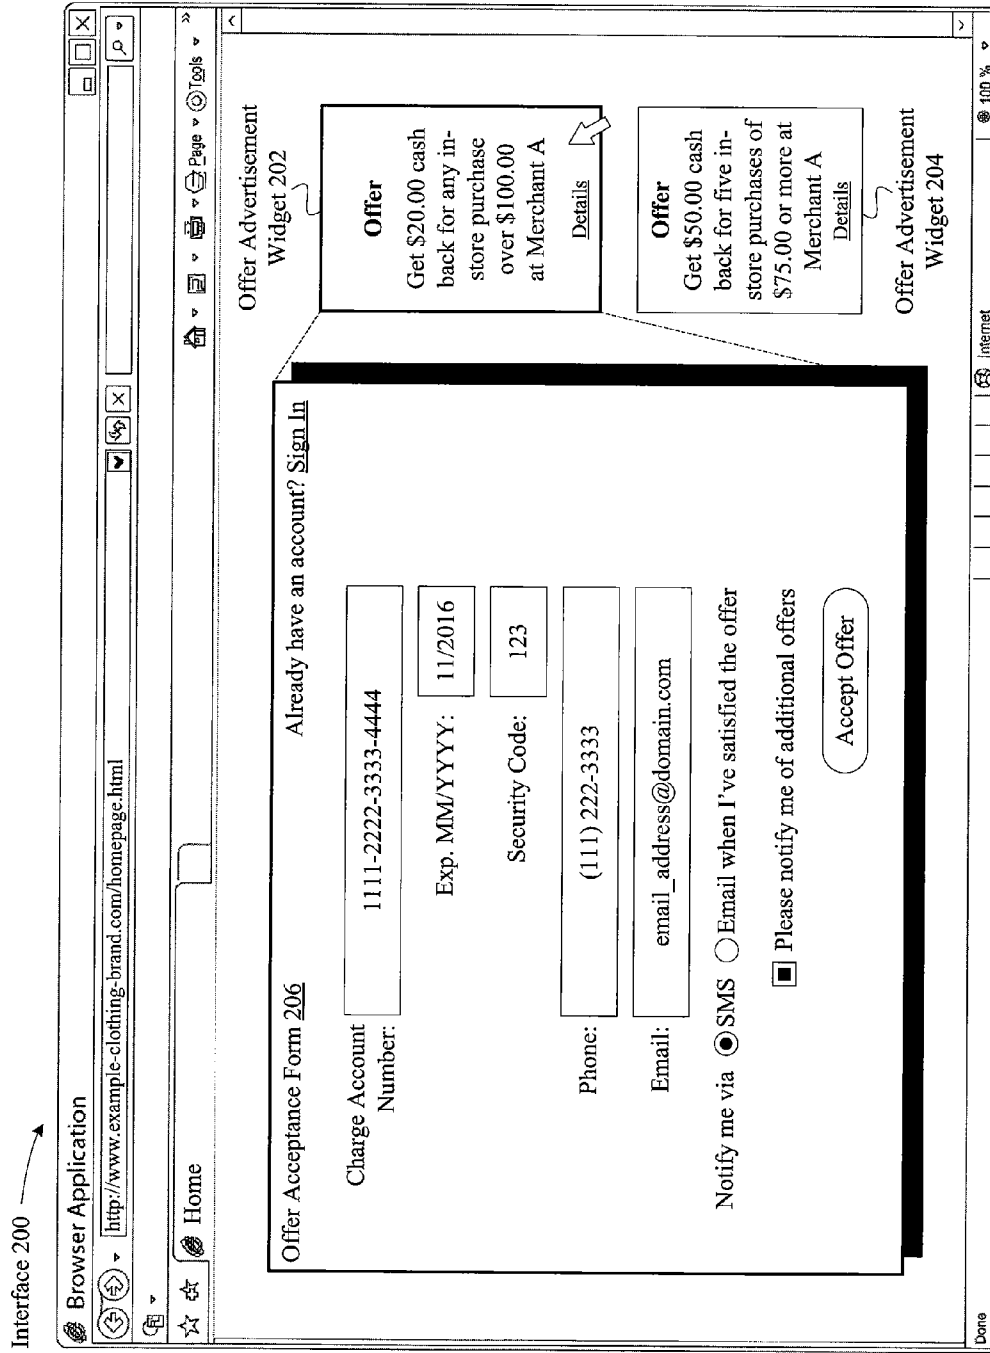 Interface 200
Browser Application
http://www.example-clothing-brand.com/homepage.html
Home
Page
Tools
»
Offer Acceptance Form 206
Already have an account? Sign In
Charge Account
Number:
1111-2222-3333-4444
Exp. MM/YYYY:
11/2016
Security Code:
123
Phone:
(111) 222-3333
Email:
email_address@domain.com
Notify me via SMS Email when I've satisfied the offer
Please notify me of additional offers
Accept Offer
Offer Advertisement
Widget 202
Offer
Get $20.00 cash
back for any in-
store purchase
over $100.00
at Merchant A
Details
Offer
Get $50.00 cash
back for five in-
store purchases of
$75.00 or more at
Merchant A
Details
Offer Advertisement
Widget 204
Done
Internet
100 %